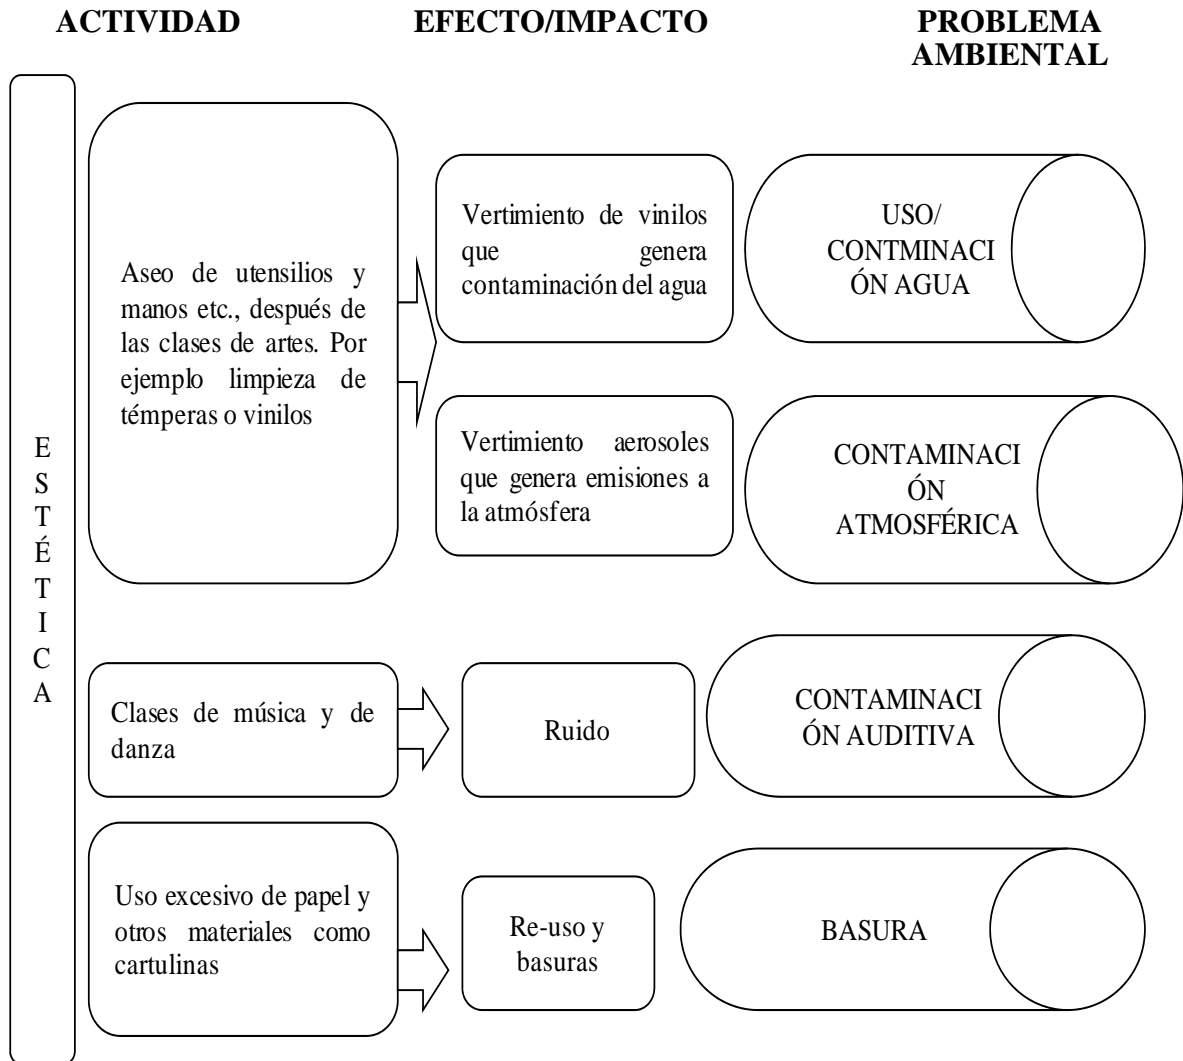 ACTIVIDAD
EFECTO/IMPACTO
PROBLEMA
AMBIENTAL
E
S
T
É
T
I
C
A
Aseo de utensilios y
manos etc., después de
las clases de artes. Por
ejemplo limpieza de
témperas o vinilos
Vertimiento de vinilos
que genera
contaminación del agua
USO/
CONTMINACI
ÓN AGUA
Vertimiento aerosoles
que genera emisiones a
la atmósfera
CONTAMINACI
ÓN
ATMOSFÉRICA
Clases de música y de
danza
Ruido
CONTAMINACI
ÓN AUDITIVA
Uso excesivo de papel y
otros materiales como
cartulinas
Re-uso y
basuras
BASURA